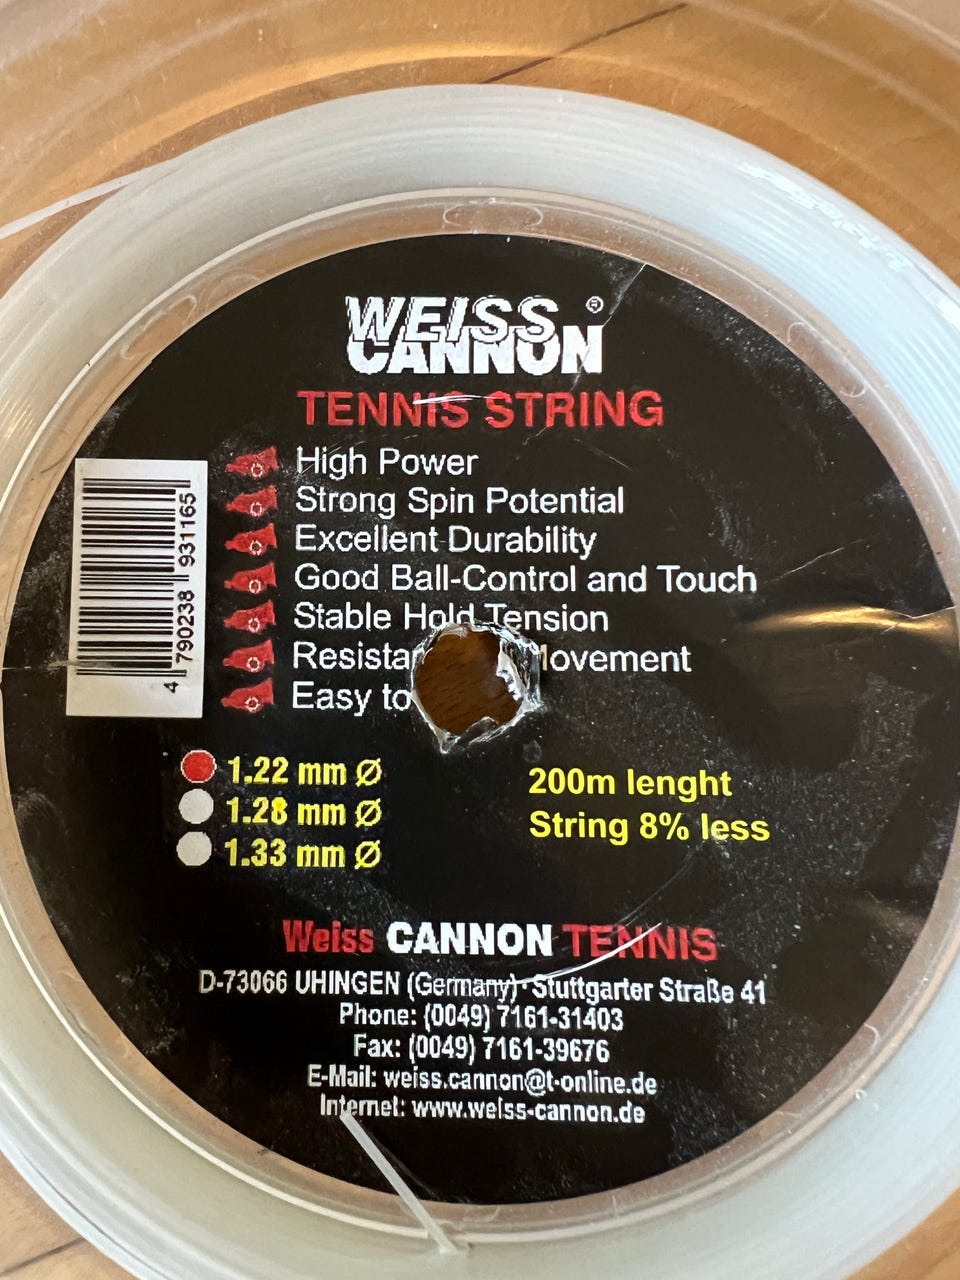 WEISS ®
CANNON
TENNIS STRING
High Power
Strong Spin Potential
Excellent Durability
Good Ball-Control and Touch
Stable Hold Tension
Movement
Easy to
4 790238 931165
1.22 mm Ø
1.28 mm Ø
1.33 mm Ø
200m lenght
String 8% less
Weiss CANNON TENNIS
D-73066 UHINGEN (Germany)·Stuttgarter Straße 41
Phone: (0049) 7161-31403
Fax: (0049) 7161-39676
E-Mail: weiss.cannon@t-online.de
Internet: www.weiss-cannon.de